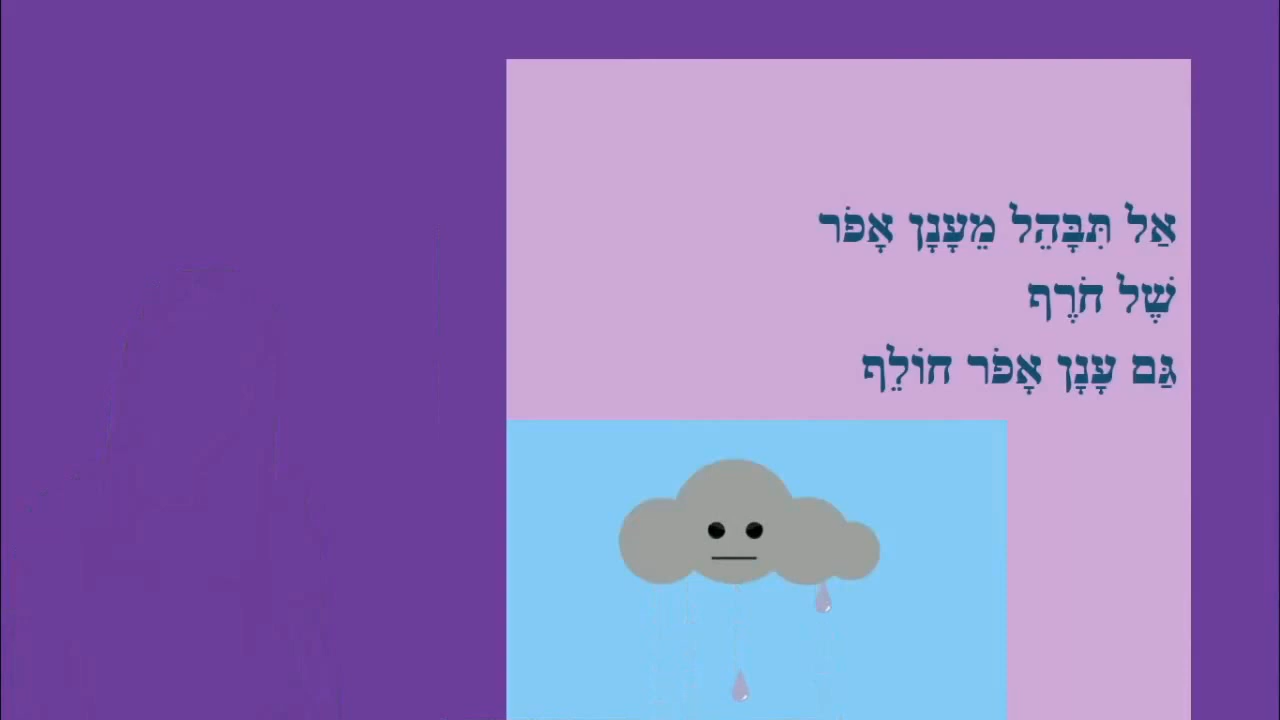 אַל תִּבָּהֵל מֵעָנָן אָפֹר
שֶׁל חֹרֶף
גַּם עָנָן אָפֹר חוֹלֵף